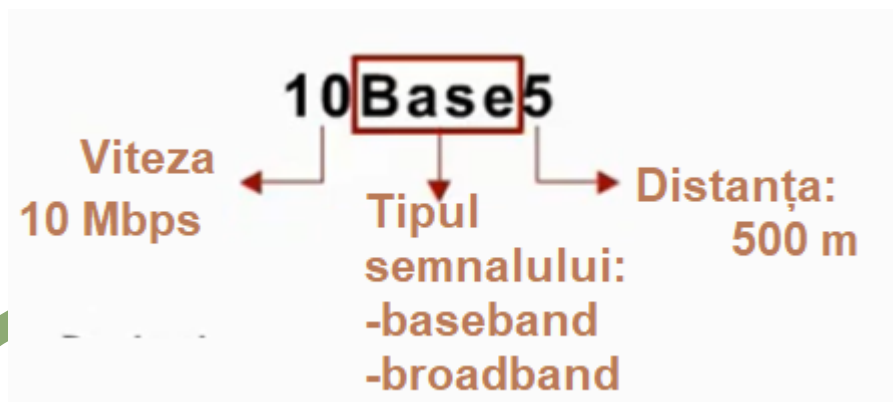 10Base5
Viteza
10 Mbps
Tipul
semnalului:
-baseband
-broadband
Distanța:
500 m